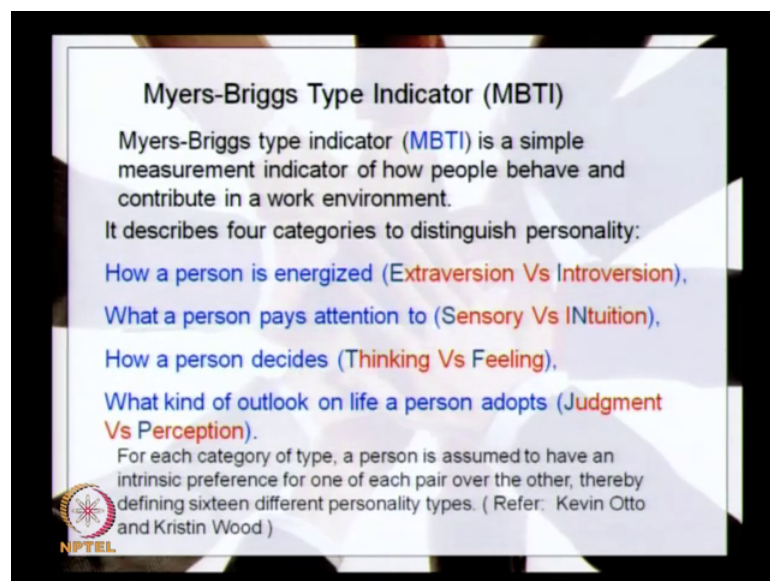 Myers-Briggs Type Indicator (MBTI)
Myers-Briggs type indicator (MBTI) is a simple
measurement indicator of how people behave and
contribute in a work environment.
It describes four categories to distinguish personality:
How a person is energized (Extraversion Vs Introversion),
What a person pays attention to (Sensory Vs INtuition),
How a person decides (Thinking Vs Feeling),
What kind of outlook on life a person adopts (Judgment
Vs Perception).
For each category of type, a person is assumed to have an
intrinsic preference for one of each pair over the other, thereby
defining sixteen different personality types. ( Refer: Kevin Otto
and Kristin Wood )
NPTEL